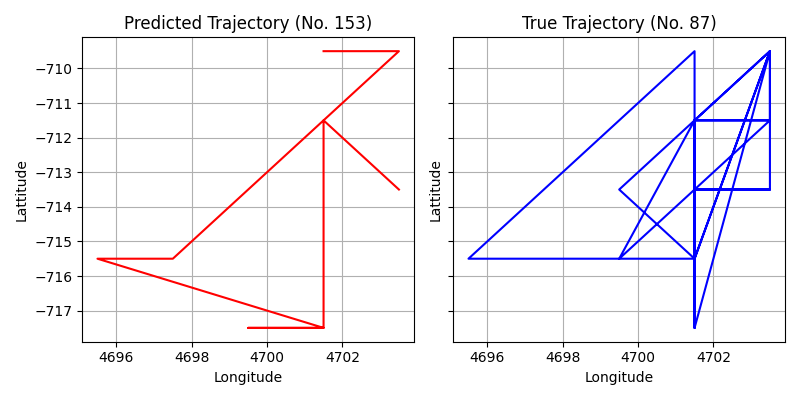 Predicted Trajectory (No. 153)
True Trajectory (No. 87)
−710
−711
−712
−713
−714
−715
−716
−717
Lattitude
Lattitude
4696 4698 4700 4702
4696 4698 4700 4702
Longitude
Longitude